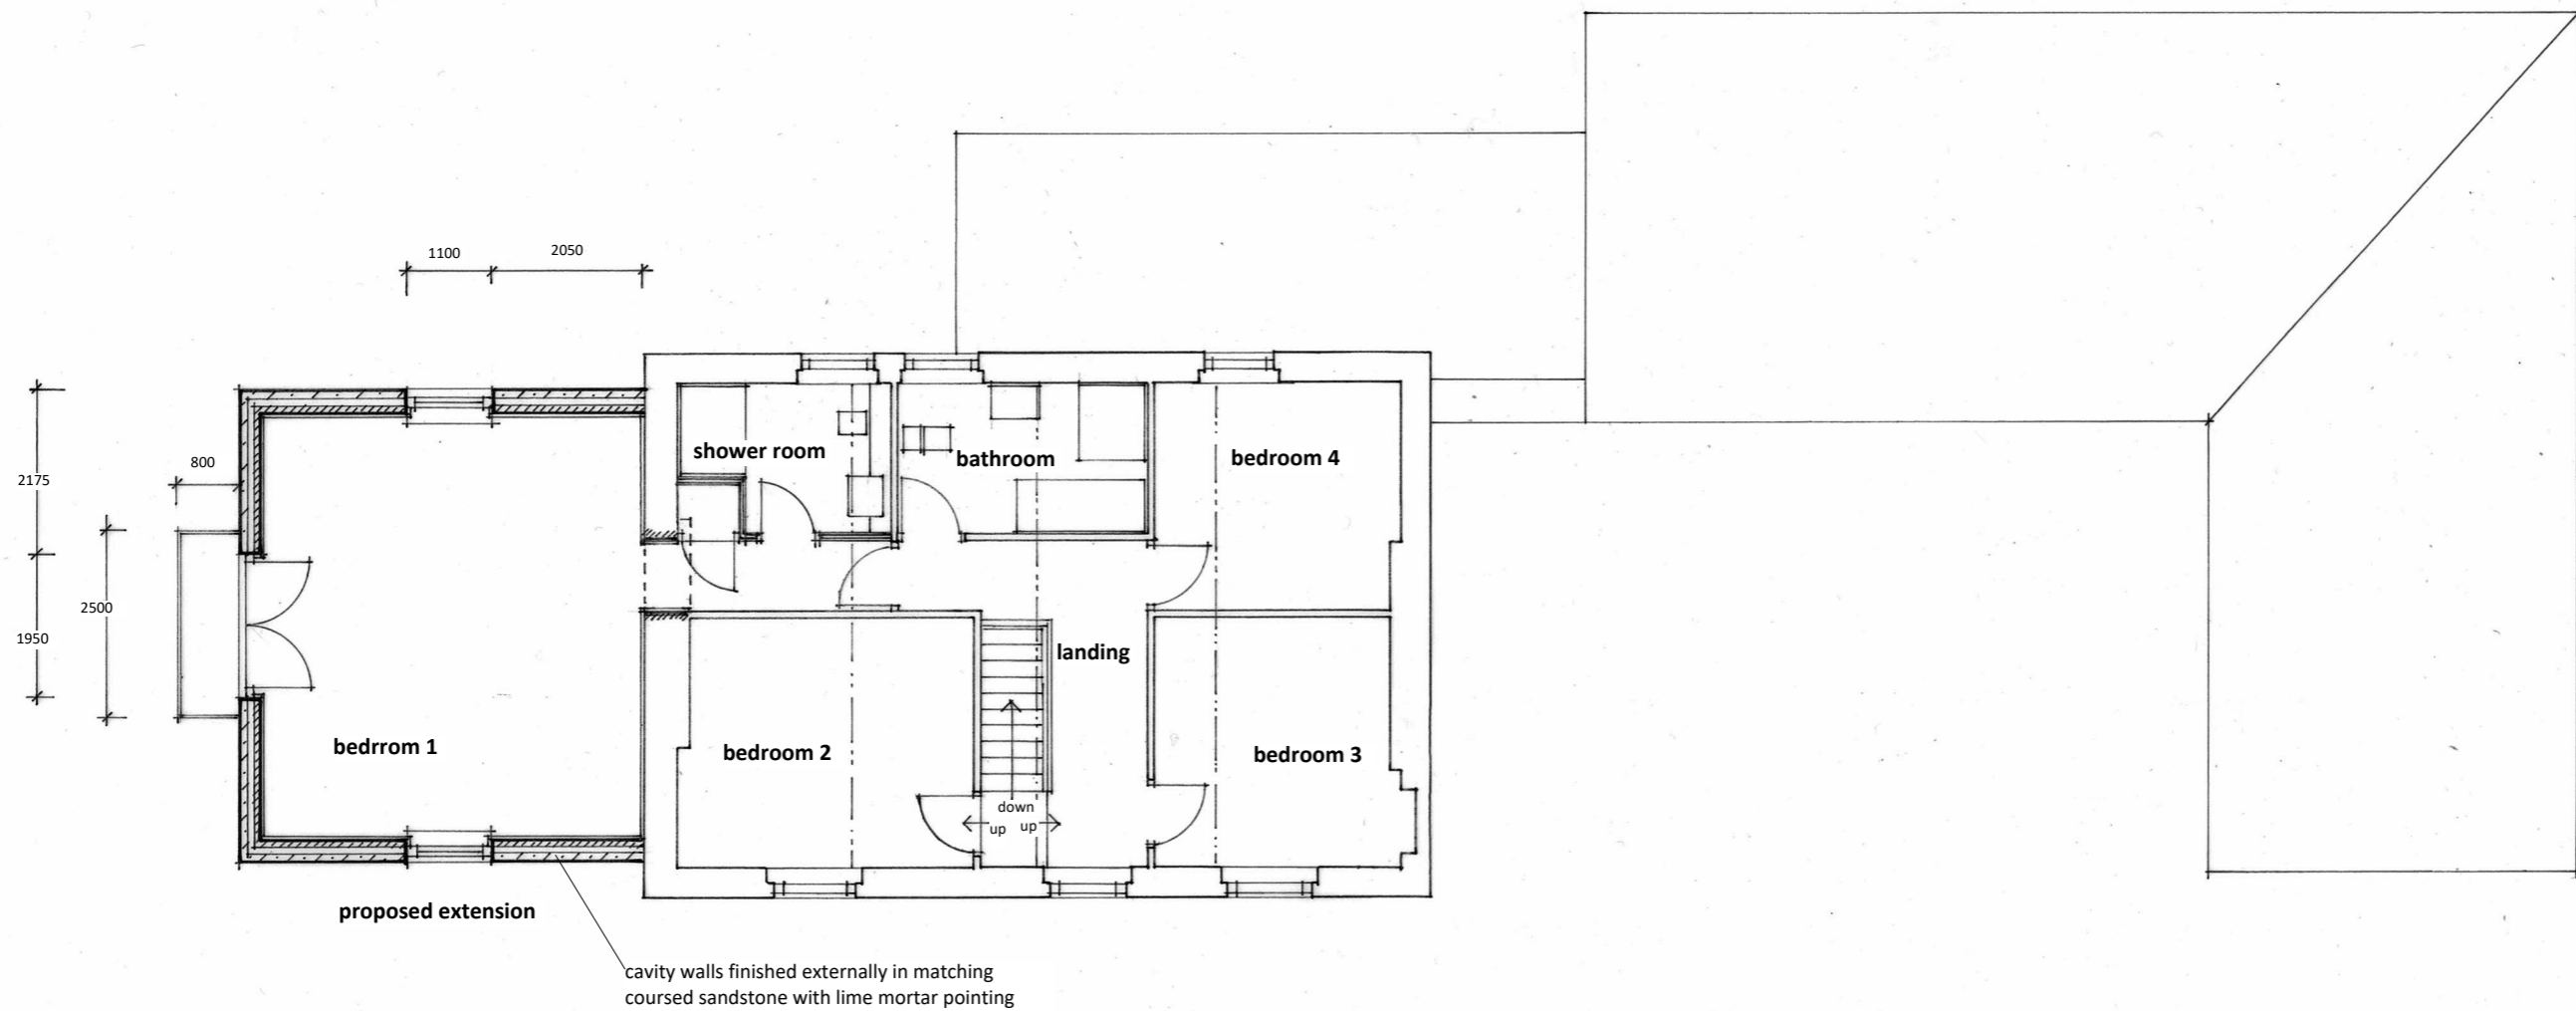 1100
2050
800
2175
2500
1950
shower room
bathroom
bedroom 4
landing
bedrrom 1
bedroom 2
bedroom 3
down
up up
proposed extension
cavity walls finished externally in matching
coursed sandstone with lime mortar pointing